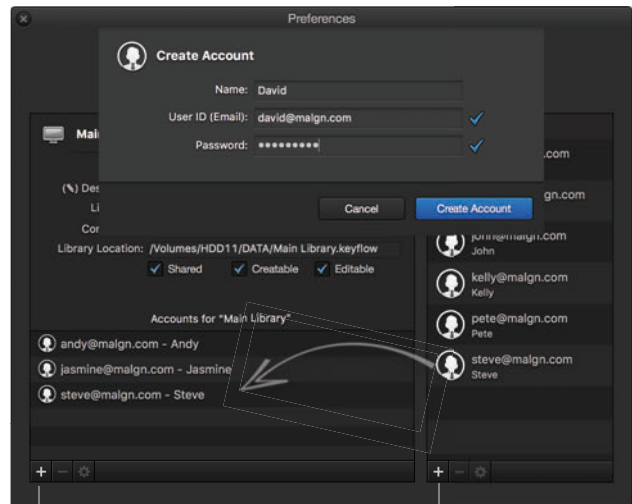 Preferences
Create Account
Name: David
User ID (Email): david@malgn.com
Password: •••••••••
Cancel
Create Account
Library Location: /Volumes/HDD11/DATA/Main Library.keyflow
Shared
Creatable
Editable
Accounts for "Main Library"
andy@malgn.com - Andy
jasmine@malgn.com - Jasmine
steve@malgn.com - Steve
.com
gn.com
john@malgn.com
John
kelly@malgn.com
Kelly
pete@malgn.com
Pete
steve@malgn.com
Steve